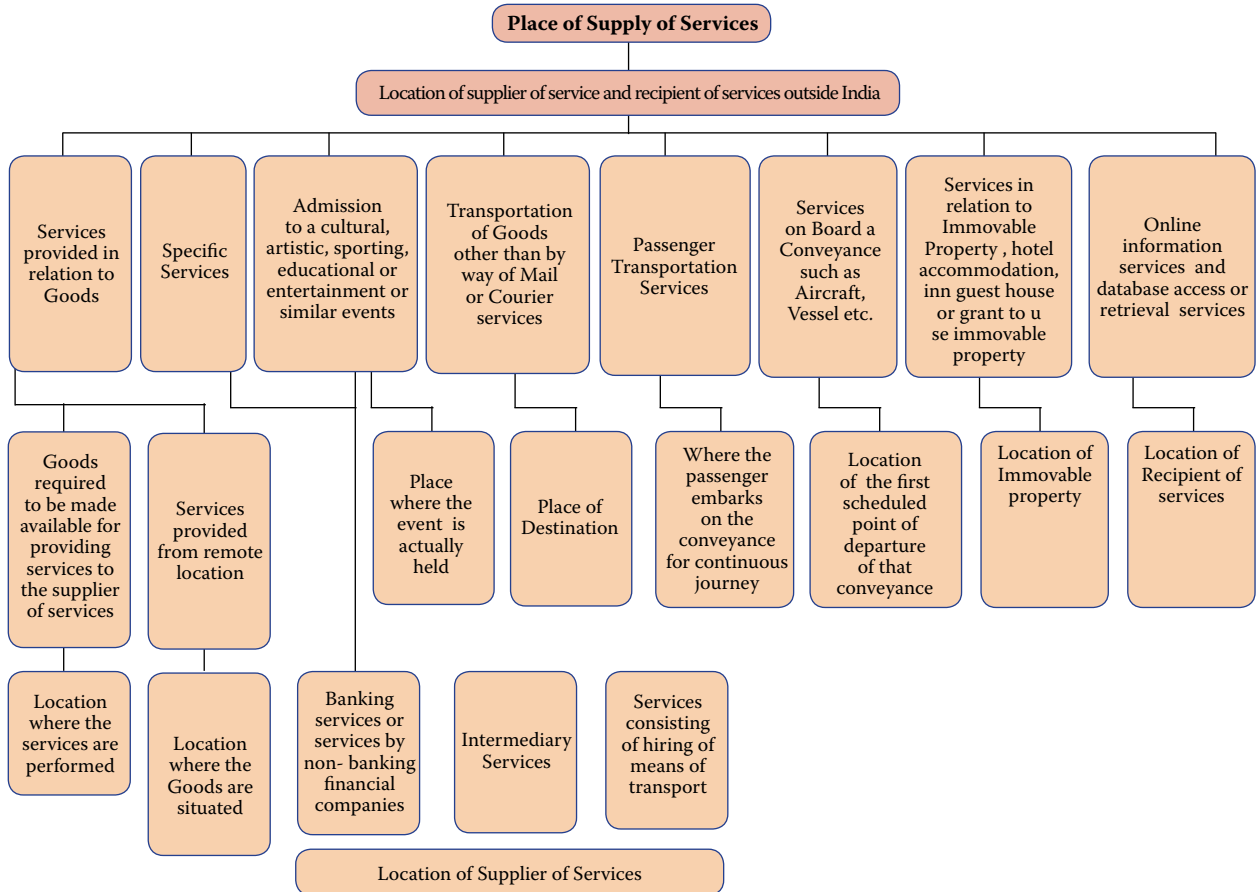 Place of Supply of Services
Location of supplier of service and recipient of services outside India
Services
provided in
relation to
Goods
Specific
Services
Admission
to a cultural,
artistic, sporting,
educational or
entertainment or
similar events
Transportation
of Goods
other than by
way of Mail
or Courier
services
Passenger
Transportation
Services
Services
on Board a
Conveyance
such as
Aircraft,
Vessel etc.
Services in
relation to
Immovable
Property , hotel
accommodation,
inn guest house
or grant to u
se immovable
property
Online
information
services and
database access or
retrieval services
Goods
required
to be made
available for
providing
services to
the supplier
of services
Services
provided
from remote
location
Place
where the
event is
actually
held
Place of
Destination
Where the
passenger
embarks
on the
conveyance
for continuous
journey
Location
of the first
scheduled
point of
departure
of that
conveyance
Location of
Immovable
property
Location of
Recipient of
services
Location
where the
services are
performed
Location
where the
Goods are
situated
Banking
services or
services by
non- banking
financial
companies
Intermediary
Services
Services
consisting
of hiring of
means of
transport
Location of Supplier of Services